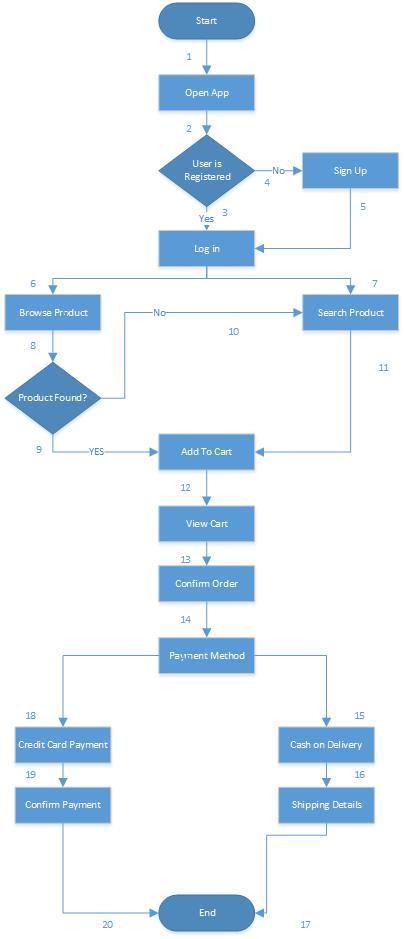 Start
1
Open App
2
User is
Registered
No
4
Sign Up
3
Yes
5
Log in
6
7
Browse Product
No
Search Product
10
8
11
Product Found?
9
YES
Add To Cart
12
View Cart
13
Confirm Order
14
Payment Method
18
15
Credit Card Payment
Cash on Delivery
19
16
Confirm Payment
Shipping Details
End
20
17